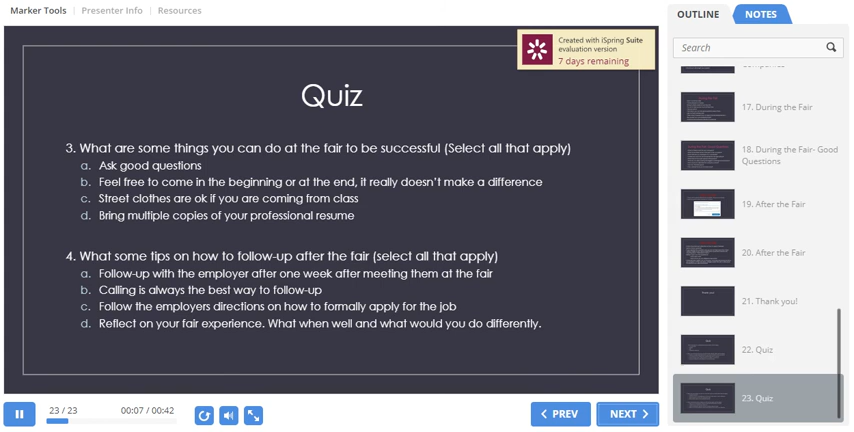 Marker Tools | Presenter Info | Resources
OUTLINE
NOTES
Search
Created with iSpring Suite
evaluation version
7 days remaining
Quiz
3. What are some things you can do at the fair to be successful (Select all that apply)
a. Ask good questions
b. Feel free to come in the beginning or at the end, it really doesn't make a difference
c. Street clothes are ok if you are coming from class
d. Bring multiple copies of your professional resume
4. What some tips on how to follow-up after the fair (select all that apply)
a. Follow-up with the employer after one week after meeting them at the fair
b. Calling is always the best way to follow-up
c. Follow the employers directions on how to formally apply for the job
d. Reflect on your fair experience. What when well and what would you do differently.
17. During the Fair
18. During the Fair- Good
Questions
19. After the Fair
20. After the Fair
21. Thank you!
22. Quiz
23. Quiz
23 / 23
00:07 / 00:42
PREV
NEXT